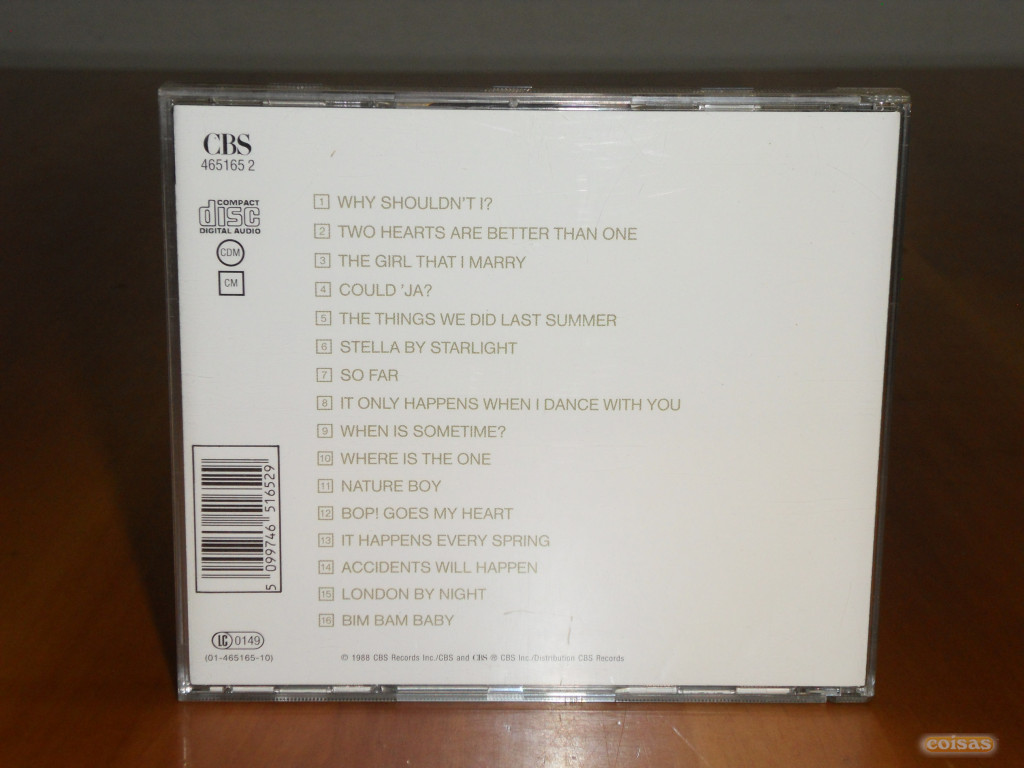 CBS
465165 2
COMPACT
disc
DIGITAL AUDIO
CDM
CM
1 WHY SHOULDN'T I?
2 TWO HEARTS ARE BETTER THAN ONE
3 THE GIRL THAT I MARRY
4 COULD 'JA?
5 THE THINGS WE DID LAST SUMMER
6 STELLA BY STARLIGHT
7 SO FAR
8 IT ONLY HAPPENS WHEN I DANCE WITH YOU
9 WHEN IS SOMETIME?
10 WHERE IS THE ONE
11 NATURE BOY
12 BOP! GOES MY HEART
13 IT HAPPENS EVERY SPRING
14 ACCIDENTS WILL HAPPEN
15 LONDON BY NIGHT
16 BIM BAM BABY
5 099746 516529
LC 0149
(01-465165-10)
© 1988 CBS Records Inc./CBS and CBS ® CBS Inc./Distribution CBS Records
coisas